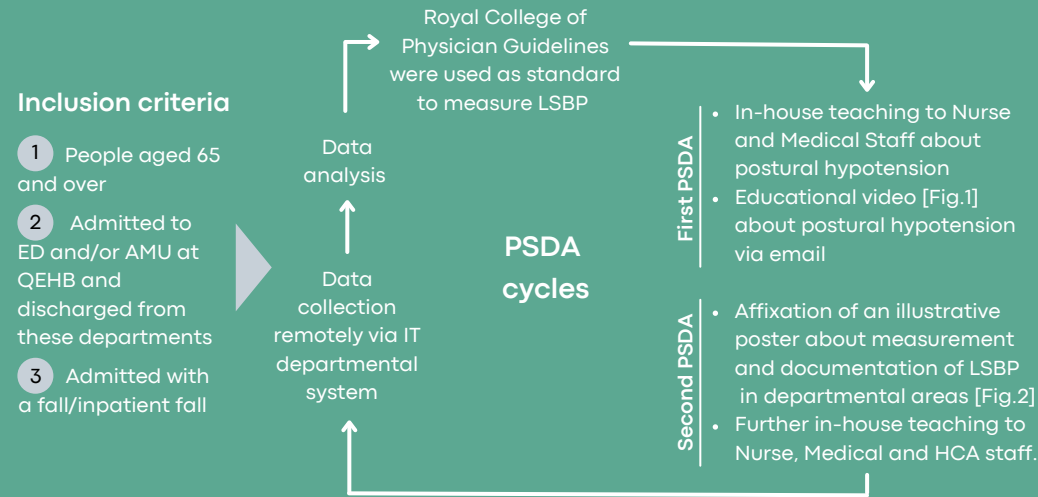 Inclusion criteria
1 People aged 65
and over
2 Admitted to
ED and/or AMU at
QEHB and
discharged from
these departments
3 Admitted with
a fall/inpatient fall
Data
collection
remotely via IT
departmental
system
Data
analysis
Royal College of
Physician Guidelines
were used as standard
to measure LSBP
PSDA
cycles
First PSDA
• In-house teaching to Nurse
and Medical Staff about
postural hypotension
• Educational video [Fig.1]
about postural hypotension
via email
Second PSDA
• Affixation of an illustrative
poster about measurement
and documentation of LSBP
in departmental areas [Fig.2]
• Further in-house teaching to
Nurse, Medical and HCA staff.